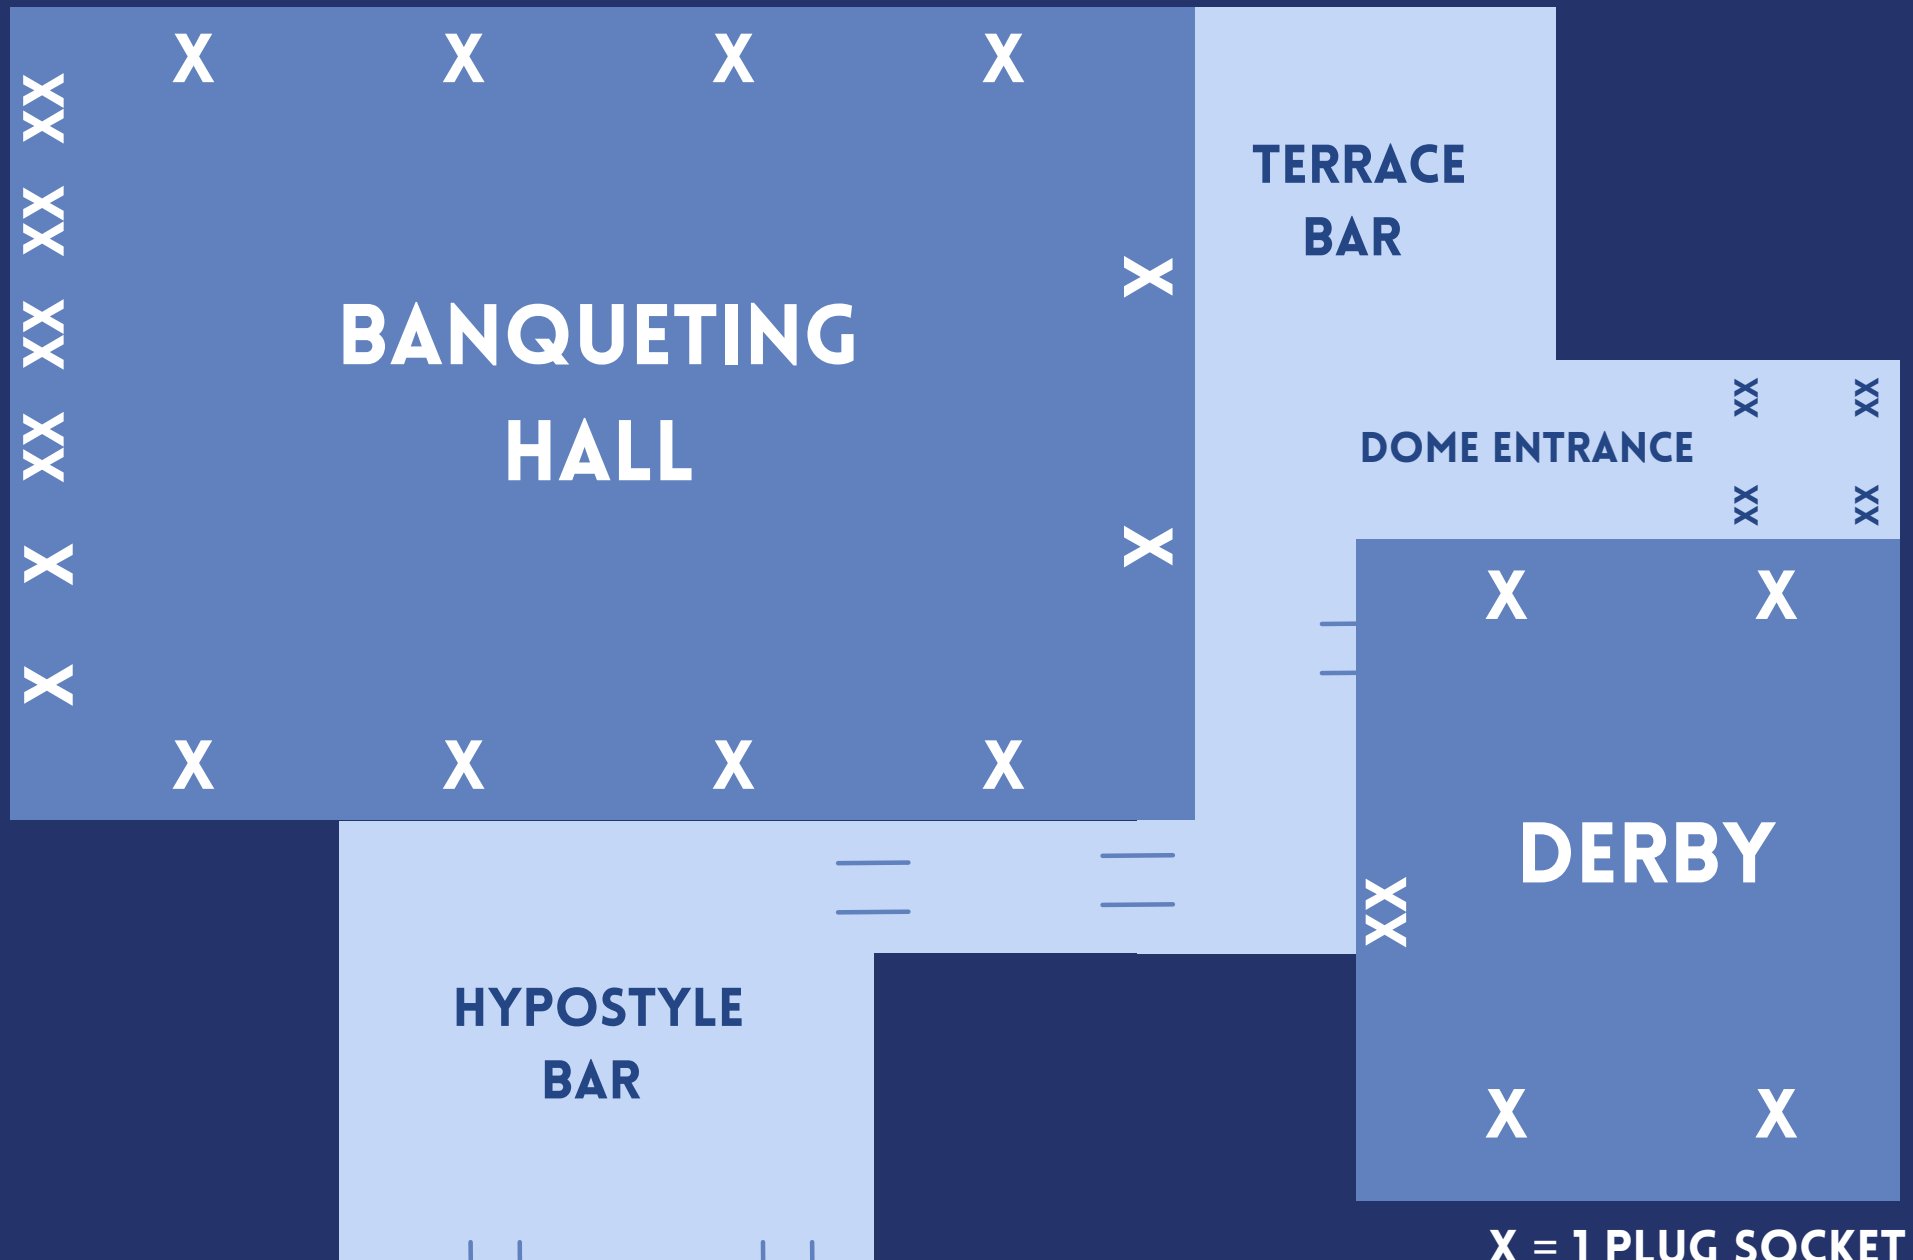 X X X X
XX
XX
XX
XX
X
X
X
X
BANQUETING
HALL
X X X X
TERRACE
BAR
DOME ENTRANCE
XX XX
XX XX
X X
DERBY
XX
X X
HYPOSTYLE
BAR
X = 1 PLUG SOCKET